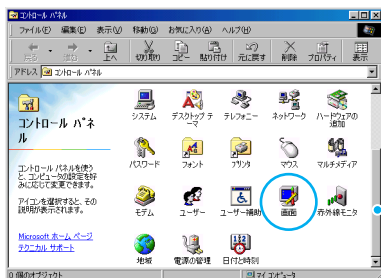 コントロール パネル
ファイル(F) 編集(E) 表示(V) 移動(G) お気に入り(A) ヘルプ(H)
戻る 進む 上へ 切り取り コピー 貼り付け 元に戻す 削除 プロパティ 表示
アドレス コントロール パネル
コントロール パネル
コントロール パネルを使うと、コンピュータの設定を好みに応じて変更できます。
アイコンを選択すると、その説明が表示されます。
Microsoft ホーム ページ
テクニカル サポート
システム デスクトップ テーマ テレフォニー ネットワーク ハードウェアの追加
パスワード フォント プリンタ マウス マルチメディア
モデム ユーザー ユーザー補助 画面 赤外線モニタ
地域 電源の管理 日付と時刻
0 個のオブジェクト マイ コンピュータ